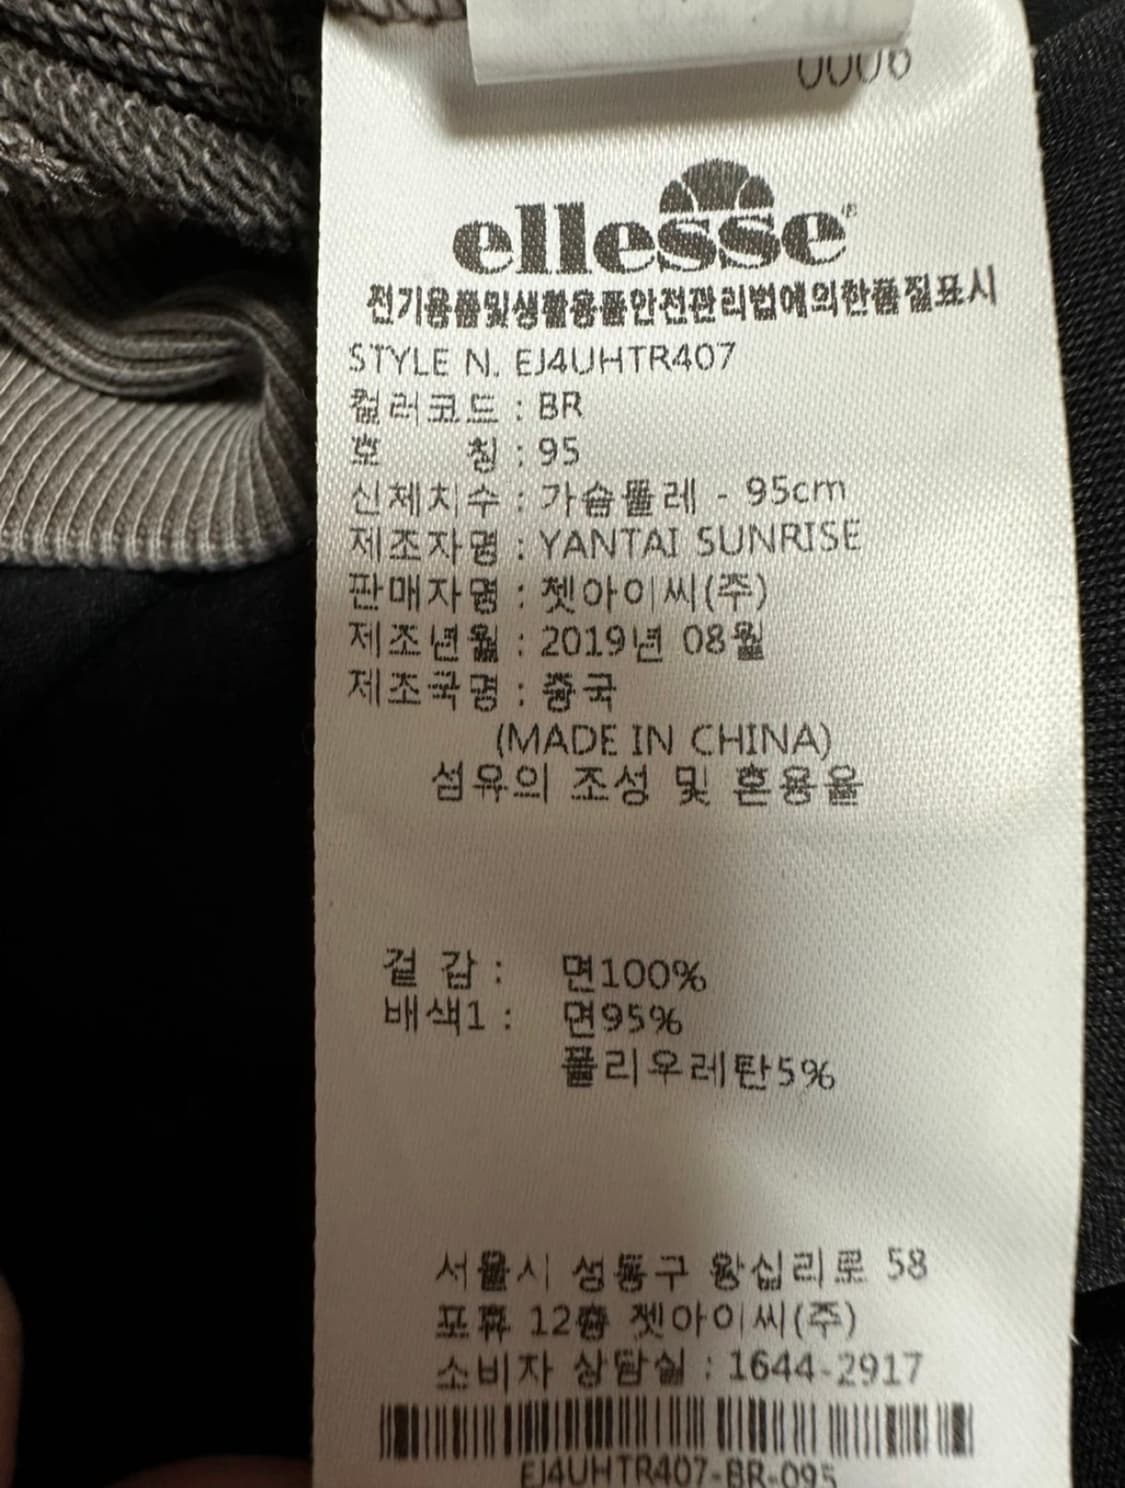 0006
ellesse
전기용품및생활용품안전관리법에의한품질표시
STYLE N. EJ4UHTR407
컬러코드 : BR
호 칭 : 95
신체치수 : 가슴둘레 - 95cm
제조자명 : YANTAI SUNRISE
판매자명 : 젯아이씨(주)
제조년월 : 2019년 08월
제조국명 : 중국
(MADE IN CHINA)
섬유의 조성 및 혼용율
겉 감 : 면100%
배색1 : 면95%
폴리우레탄5%
서울시 성동구 왕십리로 58
포휴 12층 젯아이씨(주)
소비자 상담실 : 1644-2917
EJ4UHTR407-BR-095